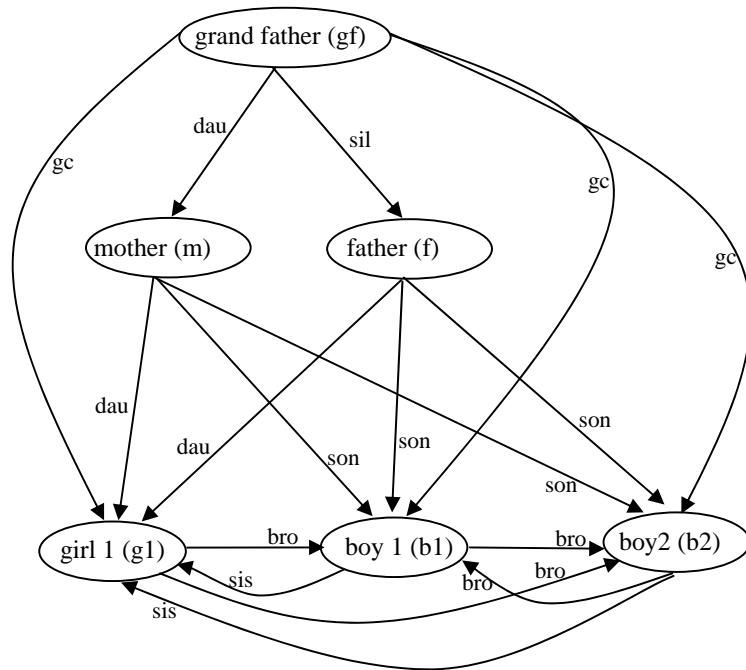 grand father (gf)
dau
sil
gc
gc
mother (m)
father (f)
gc
dau
dau
son
son
son
son
girl 1 (g1)
bro
boy 1 (b1)
bro
boy2 (b2)
sis
bro
bro
sis